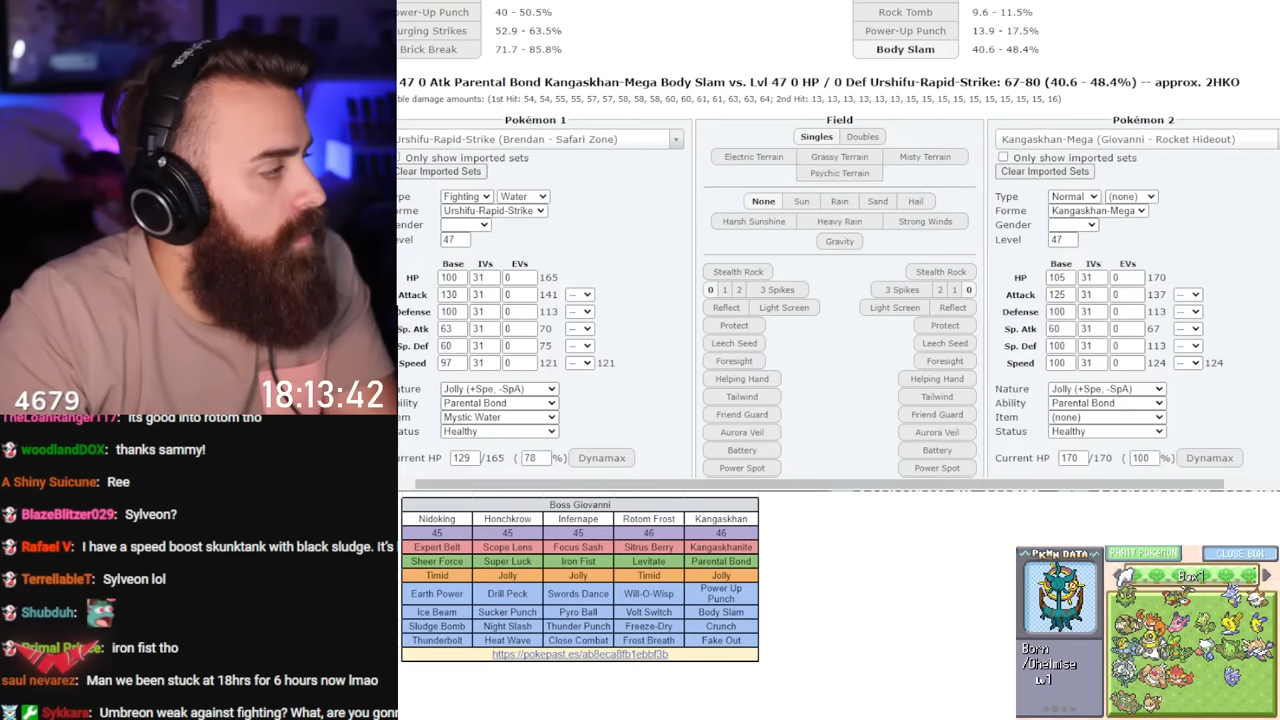 ower-Up Punch 40 - 50.5%
urging Strikes 52.9 - 63.5%
Brick Break 71.7 - 85.8%
Rock Tomb 9.6 - 11.5%
Power-Up Punch 13.9 - 17.5%
Body Slam 40.6 - 48.4%
47 0 Atk Parental Bond Kangaskhan-Mega Body Slam vs. Lvl 47 0 HP / 0 Def Urshifu-Rapid-Strike: 67-80 (40.6 - 48.4%) -- approx. 2HKO
ble damage amounts: (1st Hit: 54, 54, 55, 55, 57, 57, 58, 58, 58, 60, 60, 61, 61, 63, 63, 64; 2nd Hit: 13, 13, 13, 13, 13, 13, 15, 15, 15, 15, 15, 15, 15, 15, 15, 16)
Pokémon 1
Urshifu-Rapid-Strike (Brendan - Safari Zone)
Only show imported sets
Clear Imported Sets
ype Fighting Water
Forme Urshifu-Rapid-Strike
Gender
Level 47
Base IVs EVs
HP 100 31 0 165
Attack 130 31 0 141 --
Defense 100 31 0 113 --
Sp. Atk 63 31 0 70 --
Sp. Def 60 31 0 75 --
Speed 97 31 0 121 -- 121
Nature Jolly (+Spe, -SpA)
Ability Parental Bond
Item Mystic Water
Status Healthy
Current HP 129 /165 ( 78 %) Dynamax
Field
Singles Doubles
Electric Terrain Grassy Terrain Misty Terrain
Psychic Terrain
None Sun Rain Sand Hail
Harsh Sunshine Heavy Rain Strong Winds
Gravity
Stealth Rock Stealth Rock
0 1 2 3 Spikes 3 Spikes 2 1 0
Reflect Light Screen Light Screen Reflect
Protect Protect
Leech Seed Leech Seed
Foresight Foresight
Helping Hand Helping Hand
Tailwind Tailwind
Friend Guard Friend Guard
Aurora Veil Aurora Veil
Battery Battery
Power Spot Power Spot
Pokémon 2
Kangaskhan-Mega (Giovanni - Rocket Hideout)
Only show imported sets
Clear Imported Sets
Type Normal (none)
Forme Kangaskhan-Mega
Gender
Level 47
Base IVs EVs
HP 105 31 0 170
Attack 125 31 0 137 --
Defense 100 31 0 113 --
Sp. Atk 60 31 0 67 --
Sp. Def 100 31 0 113 --
Speed 100 31 0 124 -- 124
Nature Jolly (+Spe, -SpA)
Ability Parental Bond
Item (none)
Status Healthy
Current HP 170 /170 ( 100 %) Dynamax
4679 18:13:42
TheLoanRanger117: its good into rotom tho
woodlandDOX: thanks sammy!
A Shiny Suicune: Ree
BlazeBlitzer029: Sylveon?
Rafael V: I have a speed boost skunktank with black sludge. It's
TerrellableT: Sylveon lol
Shubduh:
iron fist tho
saul nevarez: Man we been stuck at 18hrs for 6 hours now lmao
Sykkara: Umbreon weak against fighting? What, are you gonn
Boss Giovanni
Nidoking Honchkrow Infernape Rotom Frost Kangaskhan
45 45 45 46 46
Expert Belt Scope Lens Focus Sash Sitrus Berry Kangaskhanite
Sheer Force Super Luck Iron Fist Levitate Parental Bond
Timid Jolly Jolly Timid Jolly
Earth Power Drill Peck Swords Dance Will-O-Wisp Power Up Punch
Ice Beam Sucker Punch Pyro Ball Volt Switch Body Slam
Sludge Bomb Night Slash Thunder Punch Freeze-Dry Crunch
Thunderbolt Heat Wave Close Combat Frost Breath Fake Out
https://pokepast.es/ab8eca8fb1ebbf3b
PKMN DATA PARTY POKéMON CLOSE BOX
Box1
Born
/Dhelmise